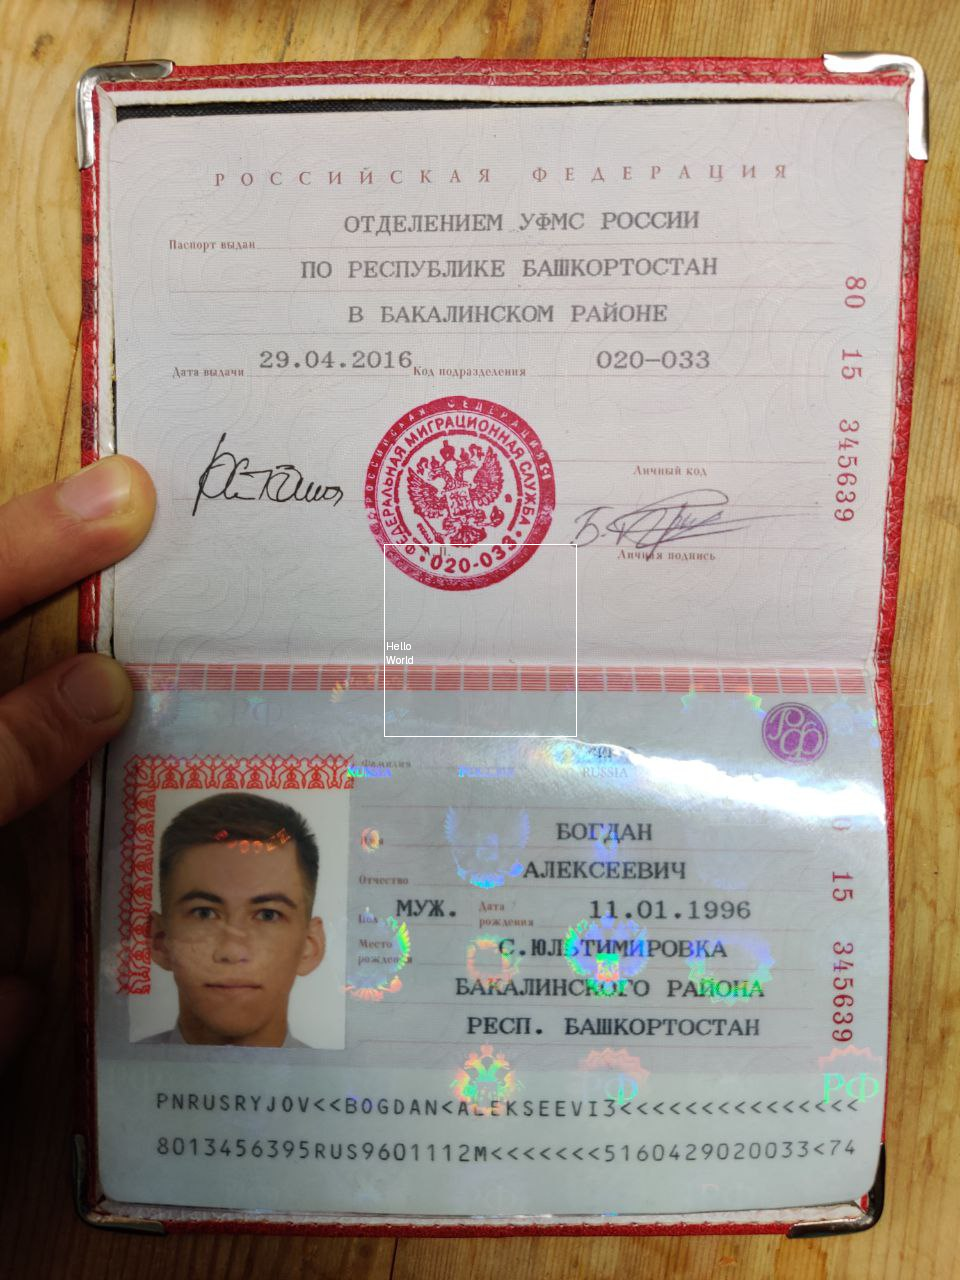 РОССИЙСКАЯ ФЕДЕРАЦИЯ
Паспорт выдан ОТДЕЛЕНИЕМ УФМС РОССИИ
ПО РЕСПУБЛИКЕ БАШКОРТОСТАН
В БАКАЛИНСКОМ РАЙОНЕ
Дата выдачи 29.04.2016 Код подразделения 020-033
80 15 345639
РОССИЙСКАЯ ФЕДЕРАЦИЯ
ФЕДЕРАЛЬНАЯ МИГРАЦИОННАЯ СЛУЖБА
020-033
Личный код
Личная подпись
Hello
World
РФ
Фамилия
RUSSIA
БОГДАН
Отчество АЛЕКСЕЕВИЧ
Пол МУЖ. Дата рождения 11.01.1996
Место рождения С.ЮЛЬТИМИРОВКА
БАКАЛИНСКОГО РАЙОНА
РЕСП. БАШКОРТОСТАН
15 345639
РФ РФ
PNRUSRYJOV<<BOGDAN<ALEKSEEVI3<<<<<<<<<<<<<<<
8013456395RUS9601112M<<<<<<<5160429020033<74